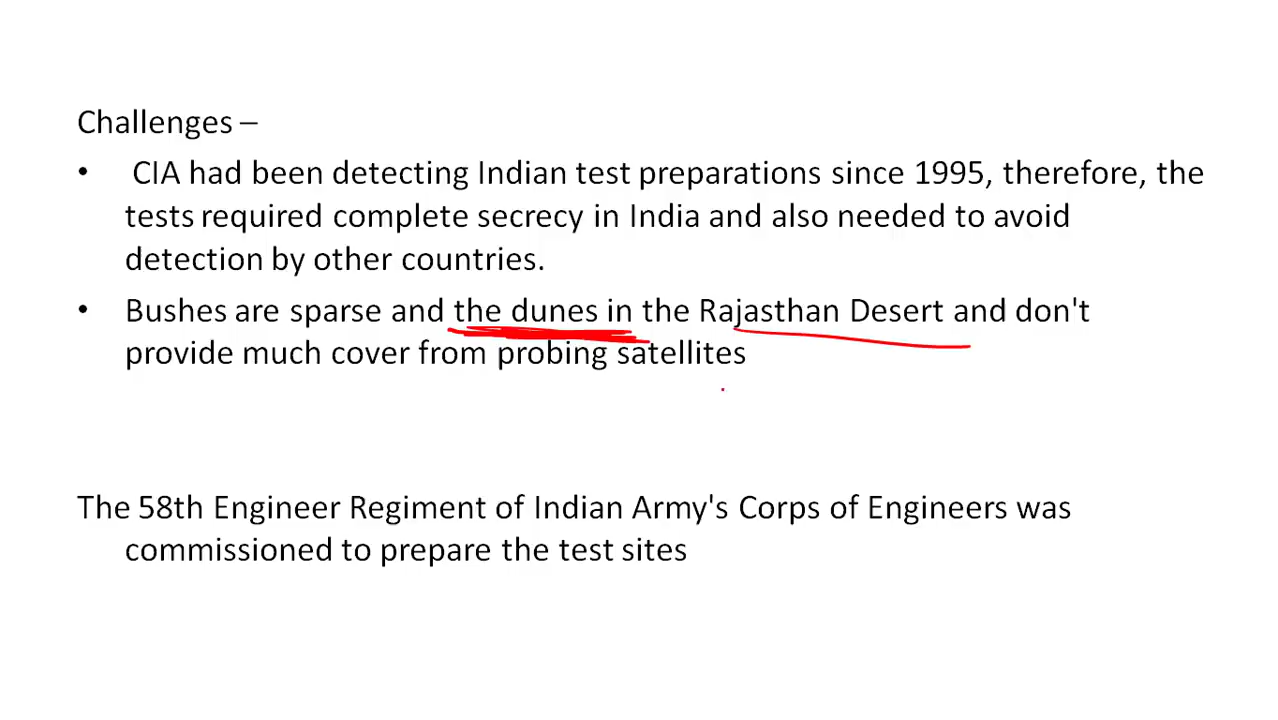 Challenges –
• CIA had been detecting Indian test preparations since 1995, therefore, the
tests required complete secrecy in India and also needed to avoid
detection by other countries.
• Bushes are sparse and the dunes in the Rajasthan Desert and don't
provide much cover from probing satellites
The 58th Engineer Regiment of Indian Army's Corps of Engineers was
commissioned to prepare the test sites